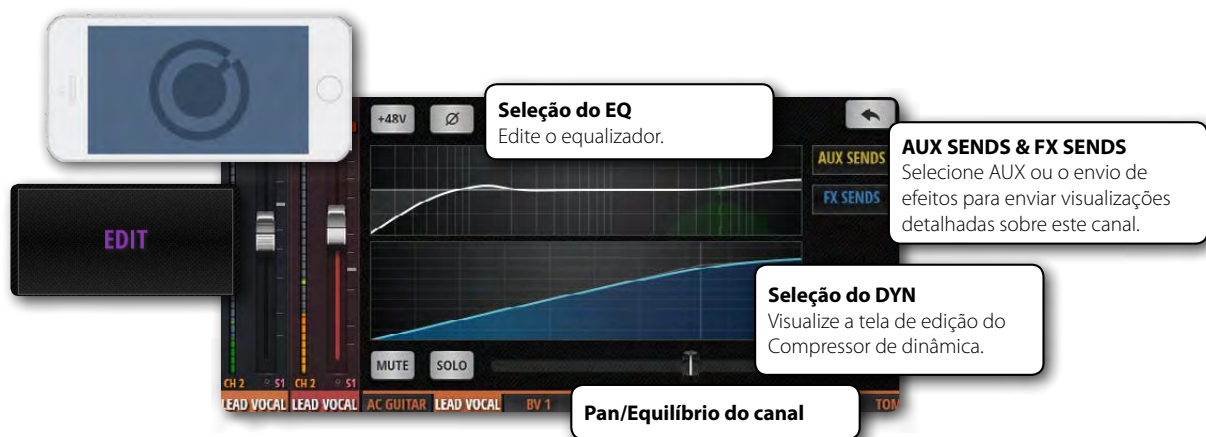 +48V
Ø
Seleção do EQ
Edite o equalizador.
AUX SENDS
FX SENDS
AUX SENDS & FX SENDS
Selecione AUX ou o envio de
efeitos para enviar visualizações
detalhadas sobre este canal.
EDIT
Seleção do DYN
Visualize a tela de edição do
Compressor de dinâmica.
MUTE
SOLO
CH 2
S1
CH 2
S1
LEAD VOCAL
LEAD VOCAL
AC GUITAR
LEAD VOCAL
BV 1
Pan/Equilíbrio do canal